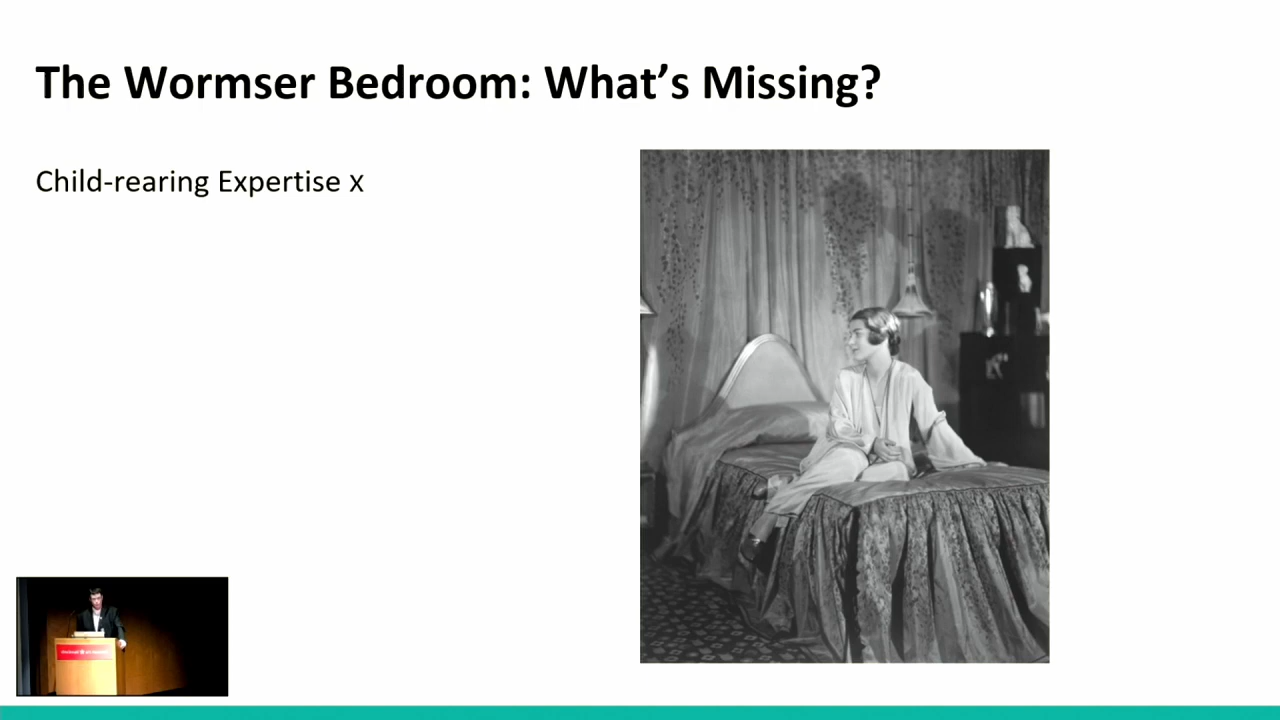 The Wormser Bedroom: What's Missing?
Child-rearing Expertise x